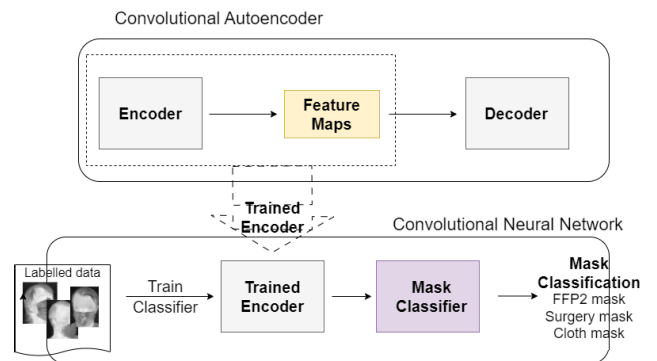 Convolutional Autoencoder
Encoder
Feature
Maps
Decoder
Trained
Encoder
Convolutional Neural Network
Labelled data
Train
Classifier
Trained
Encoder
Mask
Classifier
Mask
Classification
FFP2 mask
Surgery mask
Cloth mask